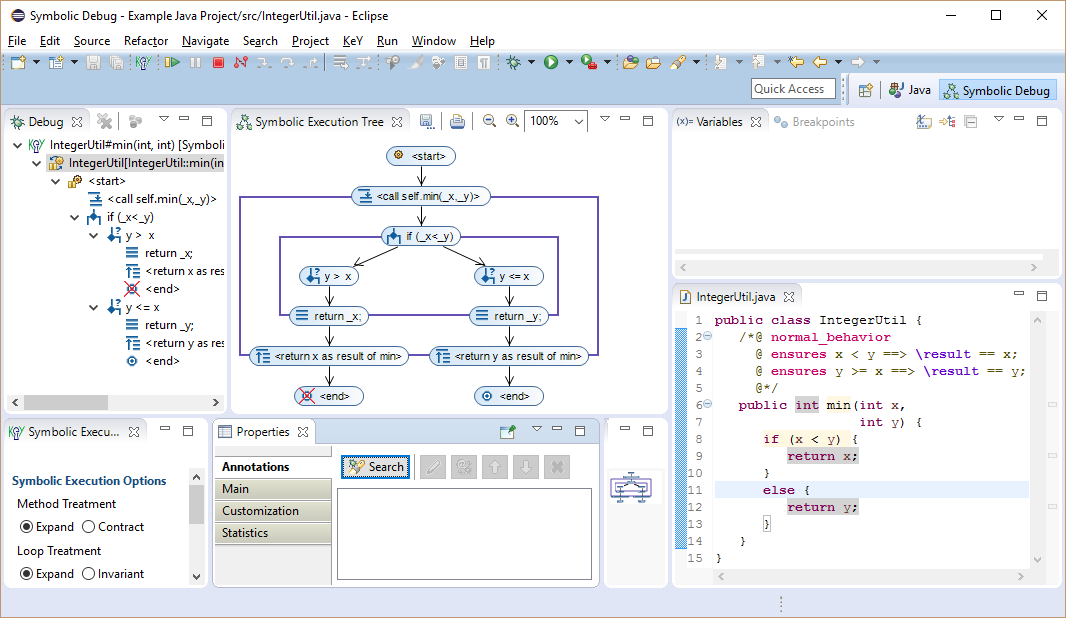 Symbolic Debug - Example Java Project/src/IntegerUtil.java - Eclipse
File Edit Source Refactor Navigate Search Project KeY Run Window Help
Quick Access Java Symbolic Debug
Debug
IntegerUtil#min(int, int) [Symboli
IntegerUtil[IntegerUtil::min(in
<start>
<call self.min(_x,_y)>
if (_x<_y)
y > x
return _x;
<return x as res
<end>
y <= x
return _y;
<return y as res
<end>
Symbolic Execution Tree 100%
<start>
<call self.min(_x,_y)>
if (_x<_y)
y > x y <= x
return _x; return _y;
<return x as result of min> <return y as result of min>
<end> <end>
(x)= Variables Breakpoints
IntegerUtil.java
1 public class IntegerUtil {
2 /*@ normal_behavior
3 @ ensures x < y ==> \result == x;
4 @ ensures y >= x ==> \result == y;
5 @*/
6 public int min(int x,
7 int y) {
8 if (x < y) {
9 return x;
10 }
11 else {
12 return y;
13 }
14 }
15 }
Symbolic Execu...
Symbolic Execution Options
Method Treatment
Expand Contract
Loop Treatment
Expand Invariant
Properties
Annotations
Main
Customization
Statistics
Search